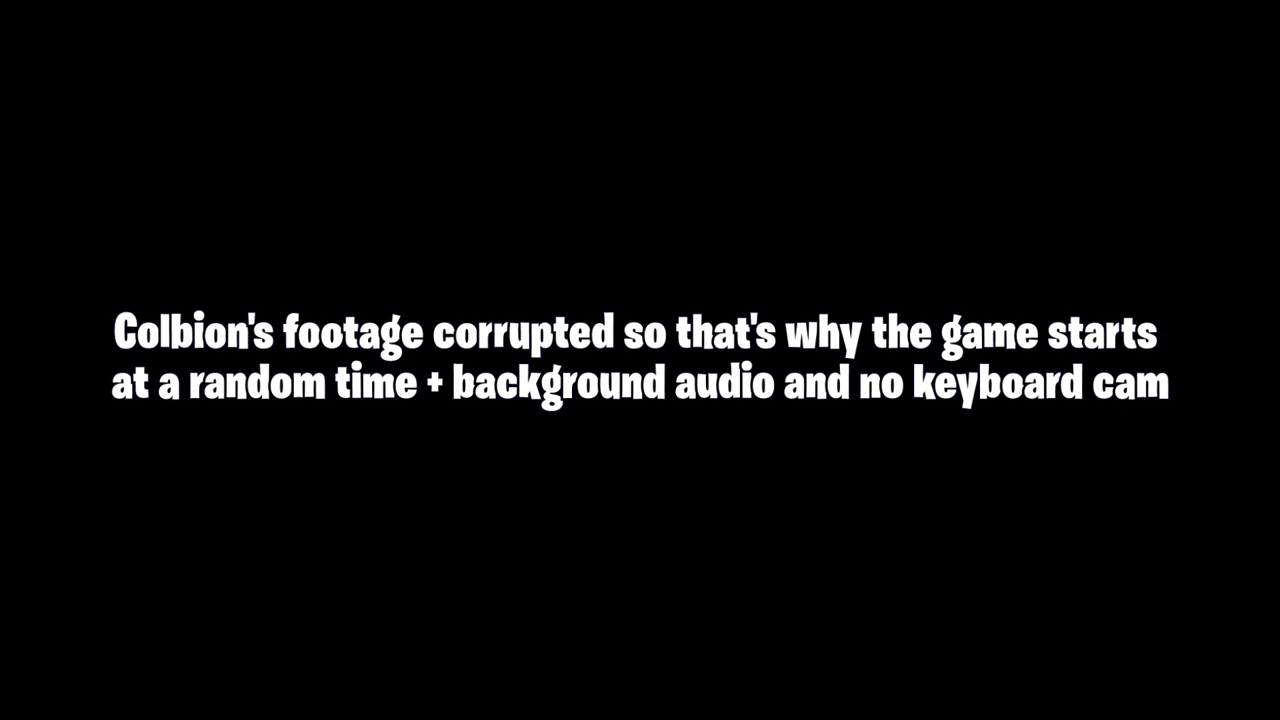 Colbion's footage corrupted so that's why the game starts
at a random time + background audio and no keyboard cam